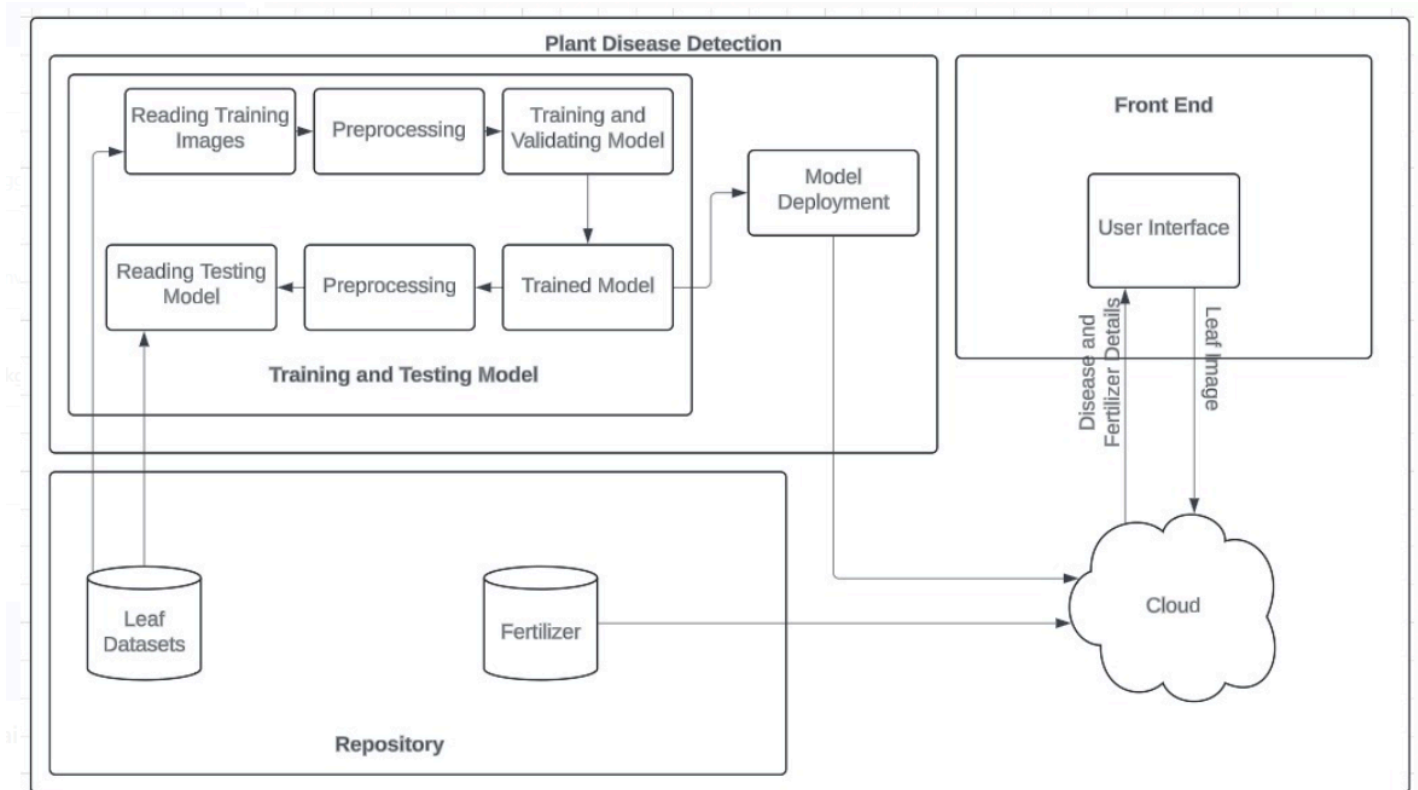 Plant Disease Detection
Reading Training
Images
Preprocessing
Training and
Validating Model
Model
Deployment
Reading Testing
Model
Preprocessing
Trained Model
Training and Testing Model
Front End
User Interface
Disease and
Fertilizer Details
Leaf Image
Leaf
Datasets
Fertilizer
Cloud
Repository